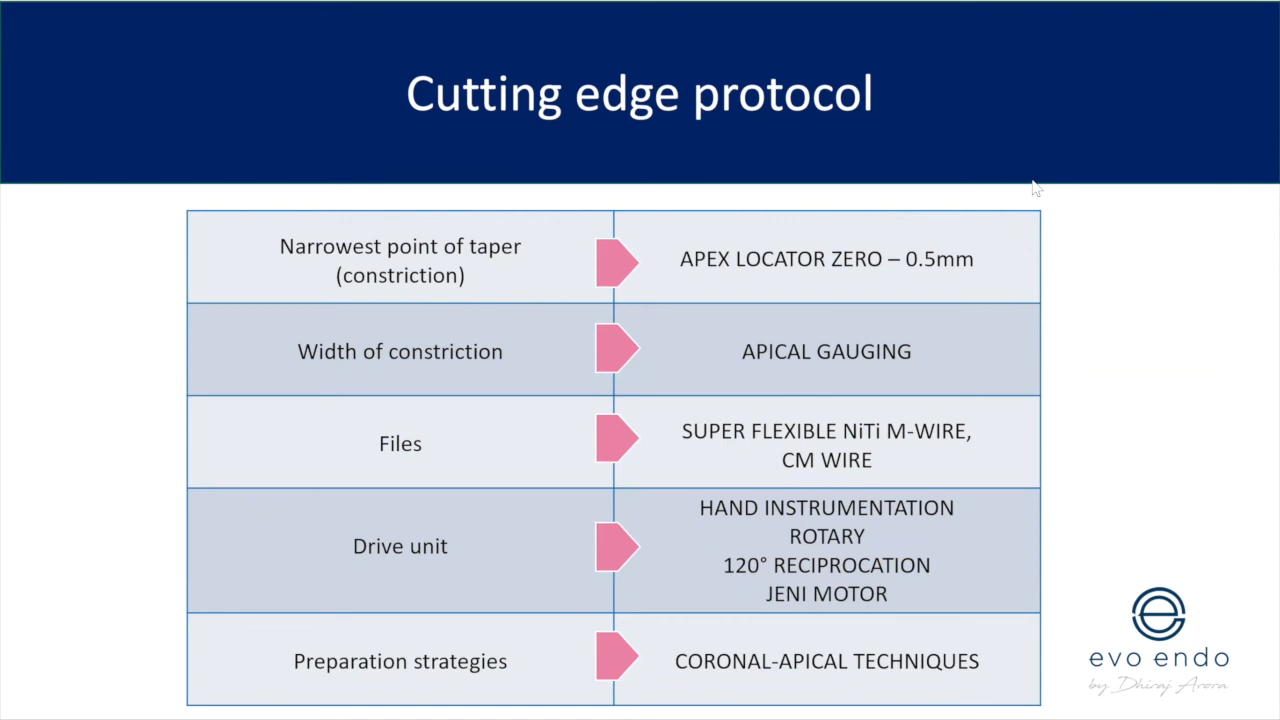 Cutting edge protocol
Narrowest point of taper
(constriction)
APEX LOCATOR ZERO – 0.5mm
Width of constriction
APICAL GAUGING
Files
SUPER FLEXIBLE NiTi M-WIRE,
CM WIRE
Drive unit
HAND INSTRUMENTATION
ROTARY
120° RECIPROCATION
JENI MOTOR
Preparation strategies
CORONAL-APICAL TECHNIQUES
evo endo
by Dhiraj Arora